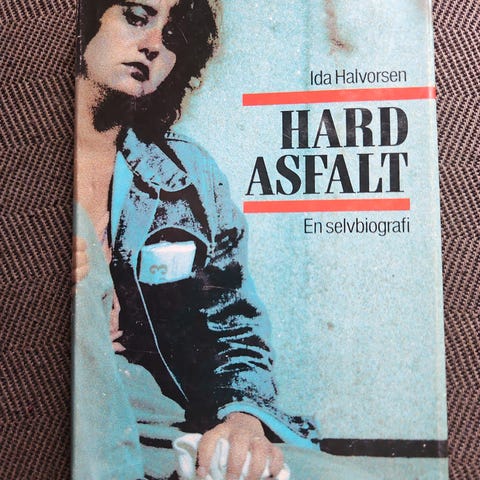 Ida Halvorsen
HARD
ASFALT
En selvbiografi